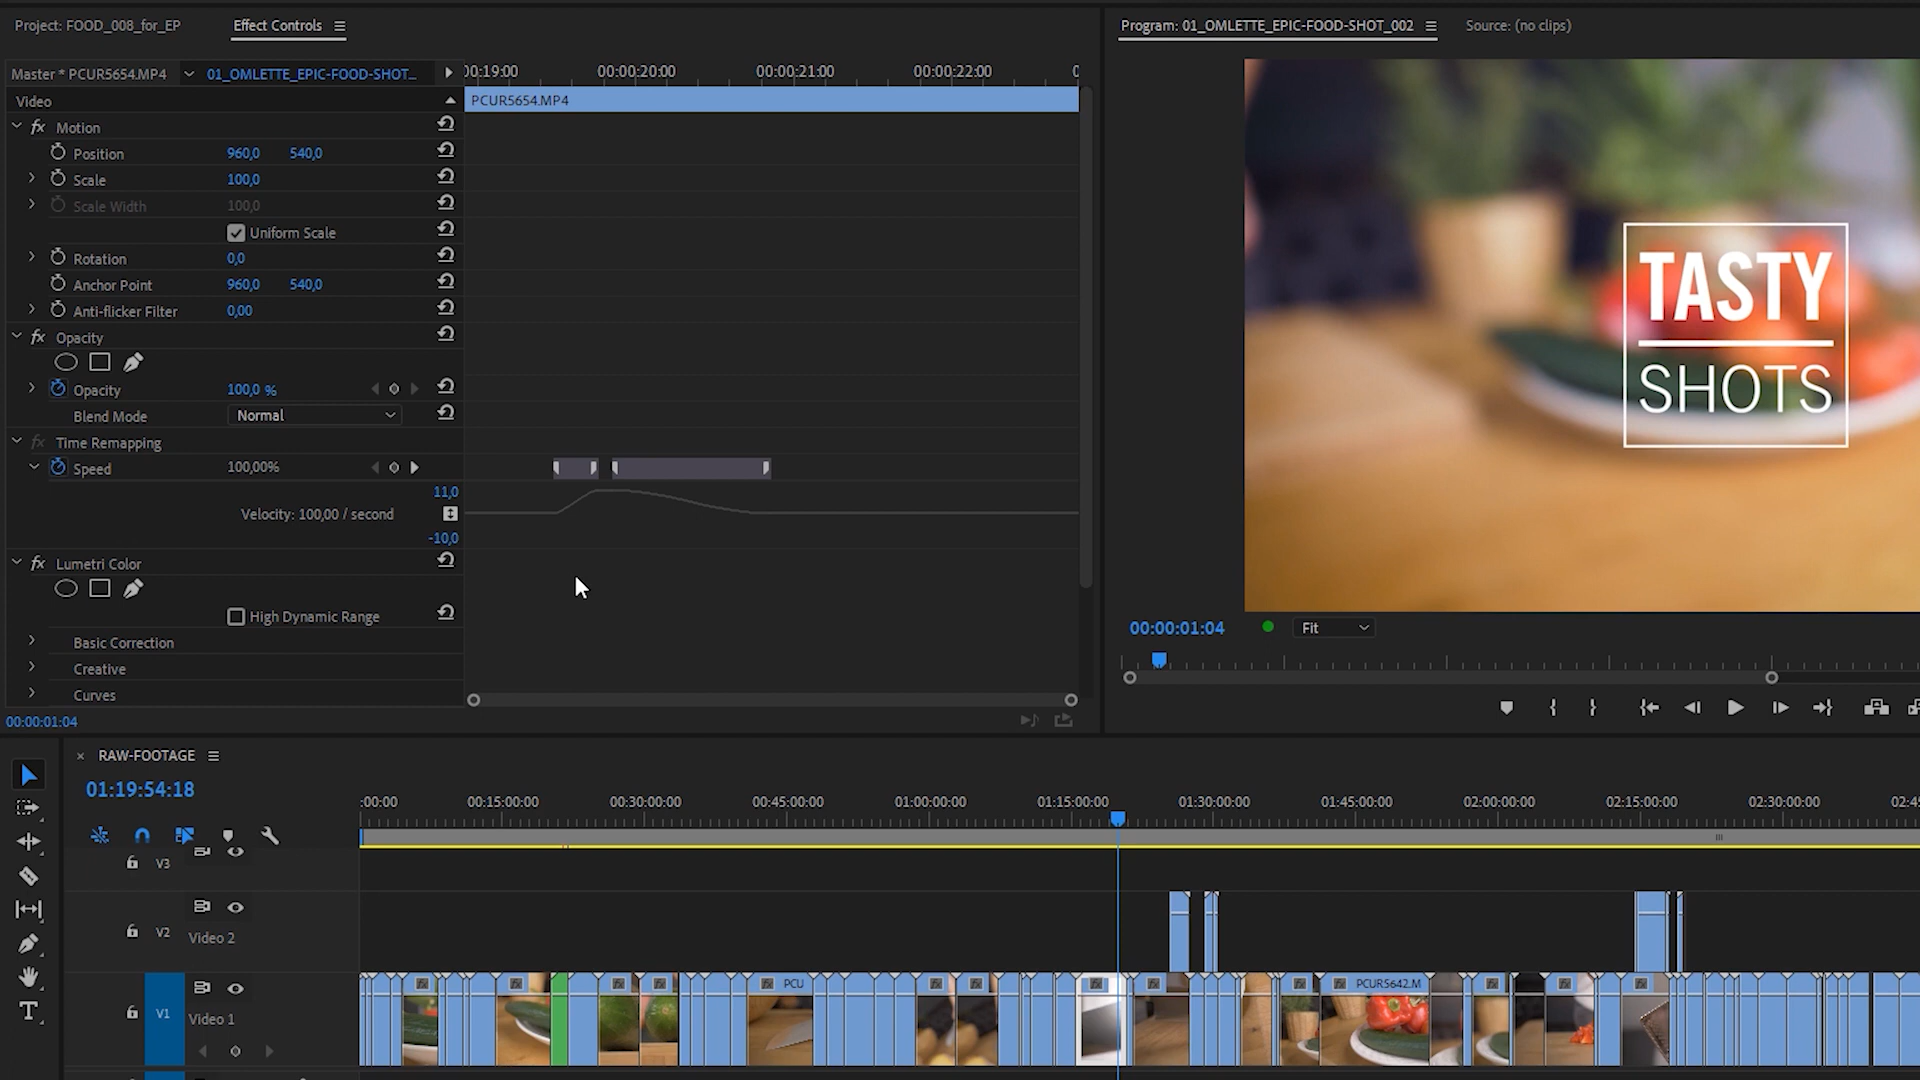 Project: FOOD_008_for_EP
Effect Controls
Program: 01_OMLETTE_EPIC-FOOD-SHOT_002
Source: (no clips)
Master * PCUR5654.MP4
01_OMLETTE_EPIC-FOOD-SHOT...
00:19:00
00:00:20:00
00:00:21:00
00:00:22:00
Video
PCUR5654.MP4
fx Motion
Position 960,0 540,0
Scale 100,0
Scale Width 100,0
Uniform Scale
Rotation 0,0
Anchor Point 960,0 540,0
Anti-flicker Filter 0,00
fx Opacity
Opacity 100,0 %
Blend Mode Normal
fx Time Remapping
Speed 100,00%
11,0
Velocity: 100,00 / second
-10,0
fx Lumetri Color
High Dynamic Range
Basic Correction
Creative
Curves
00:00:01:04
TASTY
SHOTS
00:00:01:04
Fit
RAW-FOOTAGE
01:19:54:18
:00:00
00:15:00:00
00:30:00:00
00:45:00:00
01:00:00:00
01:15:00:00
01:30:00:00
01:45:00:00
02:00:00:00
02:15:00:00
02:30:00:00
02:45
V3
V2
Video 2
V1
Video 1
PCU
PCUR5642.M